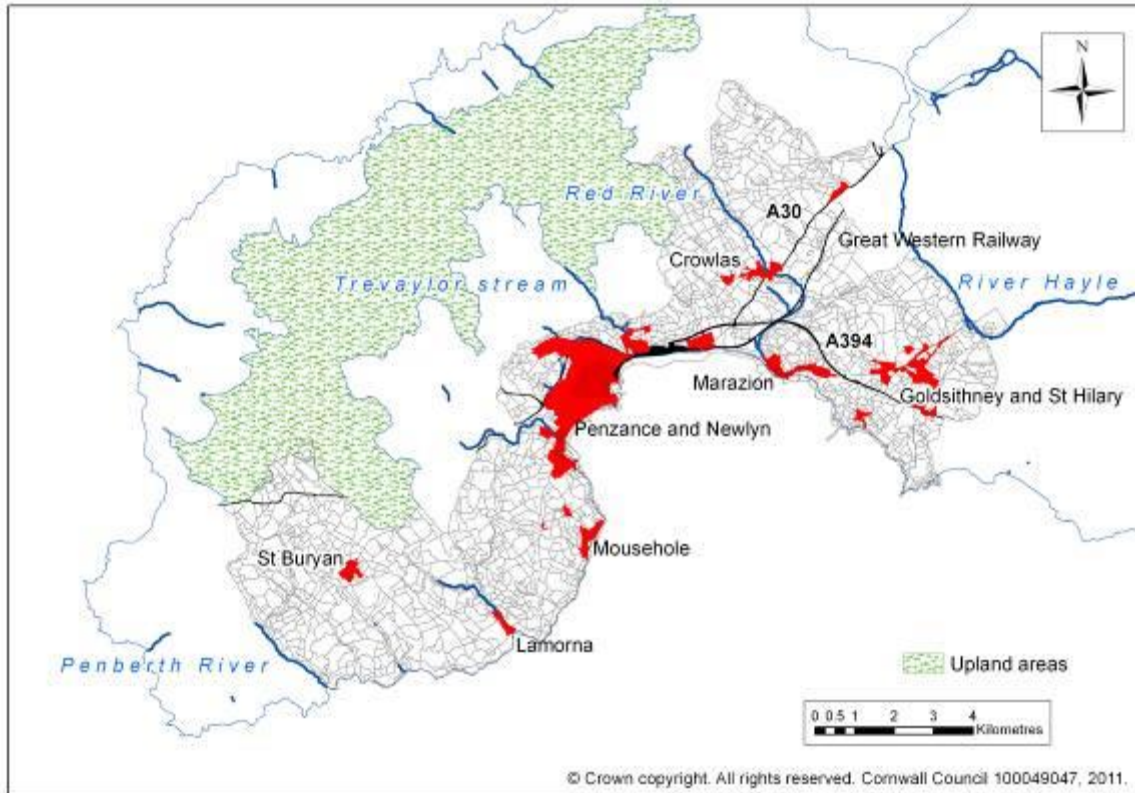 N
Red River
A30
Great Western Railway
Crowlas
Trevaylor stream
River Hayle
A394
Marazion
Goldsithney and St Hilary
Penzance and Newlyn
Mousehole
St Buryan
Lamorna
Penberth River
Upland areas
0 0.5 1 2 3 4
Kilometres
© Crown copyright. All rights reserved. Cornwall Council 100049047, 2011.